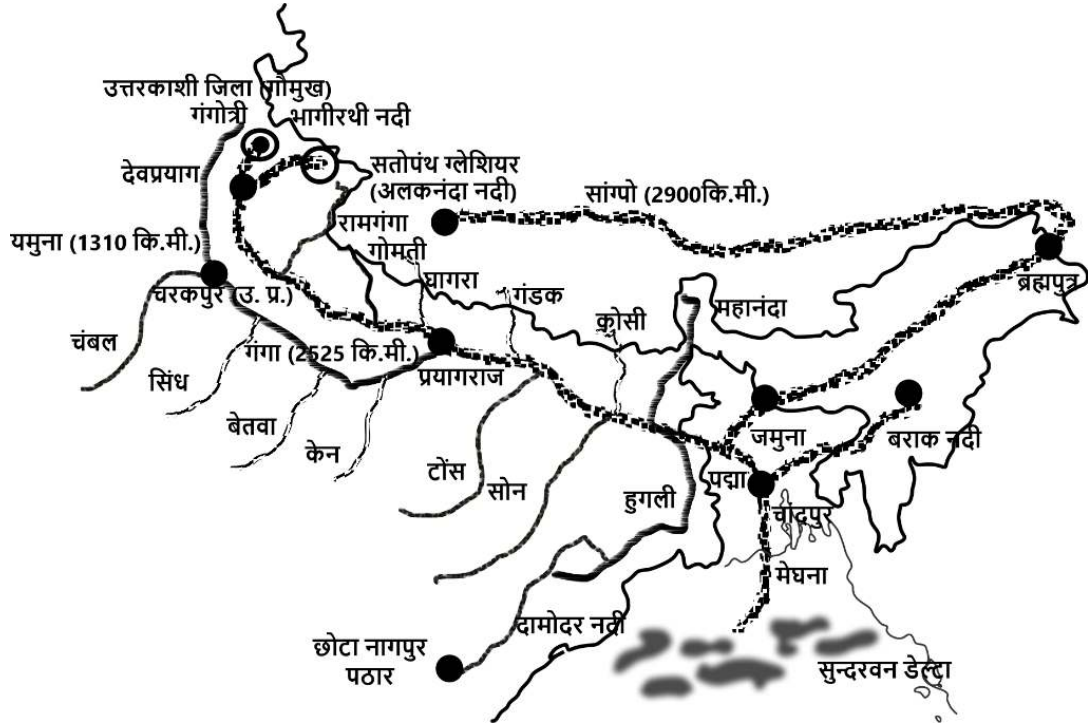 उत्तरकाशी जिला (गौमुख)
गंगोत्री
भागीरथी नदी
देवप्रयाग
सतोपंथ ग्लेशियर
(अलकनंदा नदी)
सांग्पो (2900कि.मी.)
यमुना (1310 कि.मी.)
रामगंगा
गोमती
घागरा
चरकपुर (उ. प्र.)
गंडक
कोसी
महानंदा
ब्रह्मपुत्र
चंबल
सिंध
गंगा (2525 कि.मी.)
प्रयागराज
बेतवा
केन
टोंस
सोन
हुगली
जमुना
पद्मा
बराक नदी
चांदपुर
मेघना
दामोदर नदी
छोटा नागपुर
पठार
सुन्दरवन डेल्टा